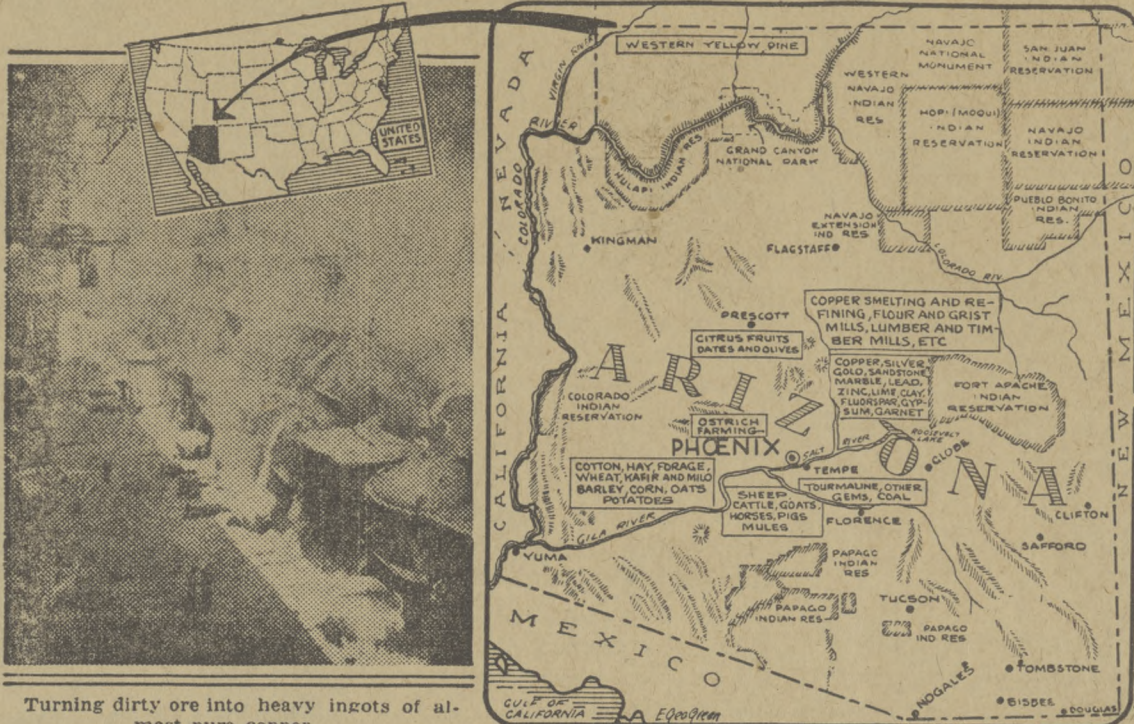 UNITED
STATES
Turning dirty ore into heavy ingots of al-
most pure copper
NEVADA
VIRGIN RIVER
WESTERN YELLOW PINE
NAVAJO
NATIONAL
MONUMENT
SAN JUAN
INDIAN
RESERVATION
WESTERN
NAVAJO
INDIAN
RES
HOPI (MOQUI)
INDIAN
RESERVATION
NAVAJO
INDIAN
RESERVATION
COLORADO
RIVER
HULAPI INDIAN RES
GRAND CANYON
NATIONAL PARK
PUEBLO BONITO
INDIAN
RES.
NAVAJO
EXTENSION
IND RES
KINGMAN
FLAGSTAFF
COLORADO RIV
NEW MEXICO
CALIFORNIA
PRESCOTT
CITRUS FRUITS
DATES AND OLIVES
COPPER SMELTING AND RE-
FINING, FLOUR AND GRIST
MILLS, LUMBER AND TIM-
BER MILLS, ETC
ARIZONA
COLORADO
INDIAN
RESERVATION
COPPER, SILVER
GOLD, SANDSTONE
MARBLE, LEAD.
ZINC, LIME, CLAY.
FLUORSPAR, GYP-
SUM, GARNET
FORT APACHE
INDIAN
RESERVATION
OSTRICH
FARMING
PHOENIX
SALT RIVER
ROOSEVELT
LAKE
GLOBE
TEMPE
COTTON, HAY, FORAGE,
WHEAT, KAFIR AND MILO
BARLEY, CORN, OATS
POTATOES
SHEEP
CATTLE, GOATS.
HORSES, PIGS
MULES
TOURMALINE, OTHER
GEMS, COAL
FLORENCE
CLIFTON
SAFFORD
GILA RIVER
YUMA
PAPAGO
INDIAN
RES
PAPAGO
INDIAN RES
TUCSON
PAPAGO
IND RES
MEXICO
TOMBSTONE
NOGALES
BISBEE
DOUGLAS
GULF OF
CALIFORNIA
E Geo Green